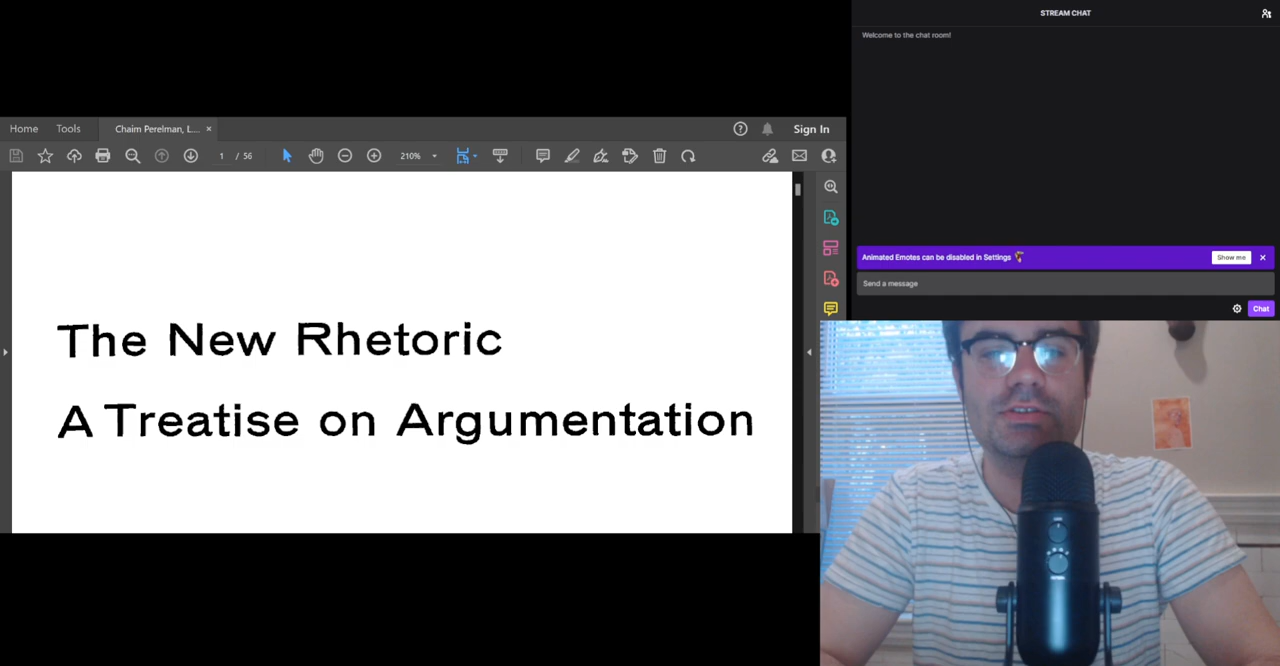 STREAM CHAT
Welcome to the chat room!
Home Tools Chaim Perelman, L... × Sign In
1 / 56 210%
The New Rhetoric
A Treatise on Argumentation
Animated Emotes can be disabled in Settings Show me
Send a message
Chat